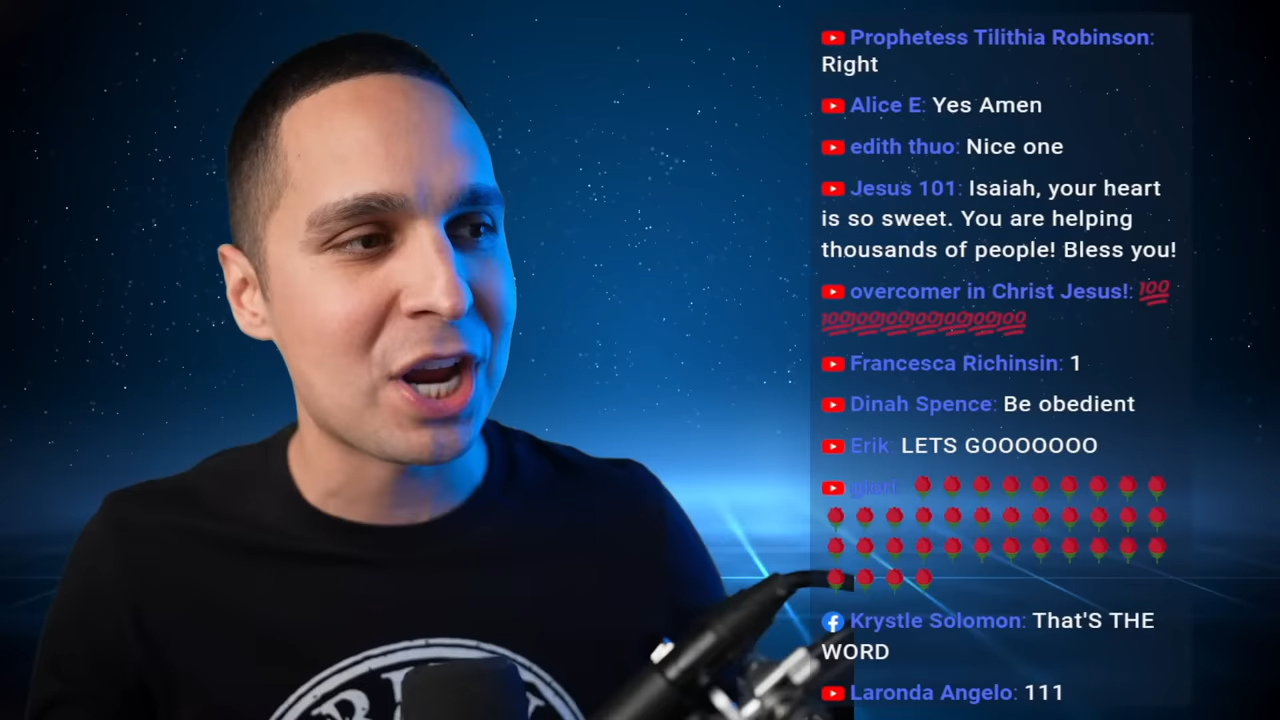 Prophetess Tilithia Robinson:
Right
Alice E: Yes Amen
edith thuo: Nice one
Jesus 101: Isaiah, your heart
is so sweet. You are helping
thousands of people! Bless you!
overcomer in Christ Jesus!: 💯
💯💯💯💯💯💯💯
Francesca Richinsin: 1
Dinah Spence: Be obedient
Erik: LETS GOOOOOOO
🌹🌹🌹🌹🌹🌹🌹🌹🌹
🌹🌹🌹🌹🌹🌹🌹🌹🌹🌹🌹🌹
🌹🌹🌹🌹🌹🌹🌹🌹🌹🌹🌹🌹
🌹🌹🌹🌹
Krystle Solomon: That'S THE
WORD
Laronda Angelo: 111